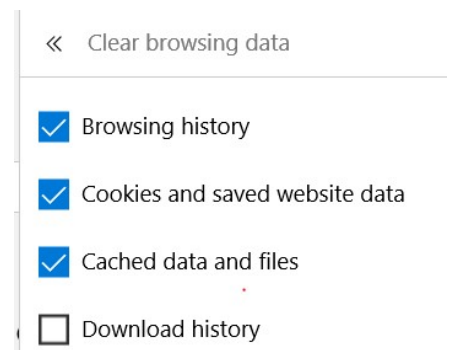 « Clear browsing data
Browsing history
Cookies and saved website data
Cached data and files
Download history